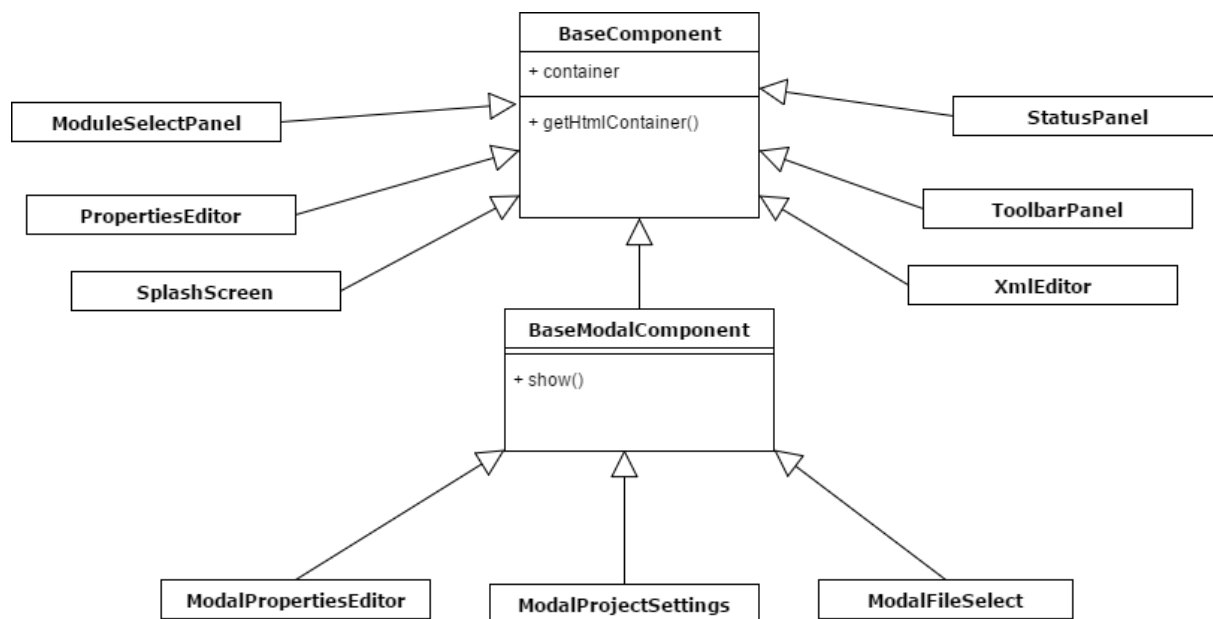 BaseComponent
+ container
+ getHtmlContainer()
ModuleSelectPanel
StatusPanel
PropertiesEditor
ToolbarPanel
SplashScreen
XmlEditor
BaseModalComponent
+ show()
ModalPropertiesEditor
ModalProjectSettings
ModalFileSelect